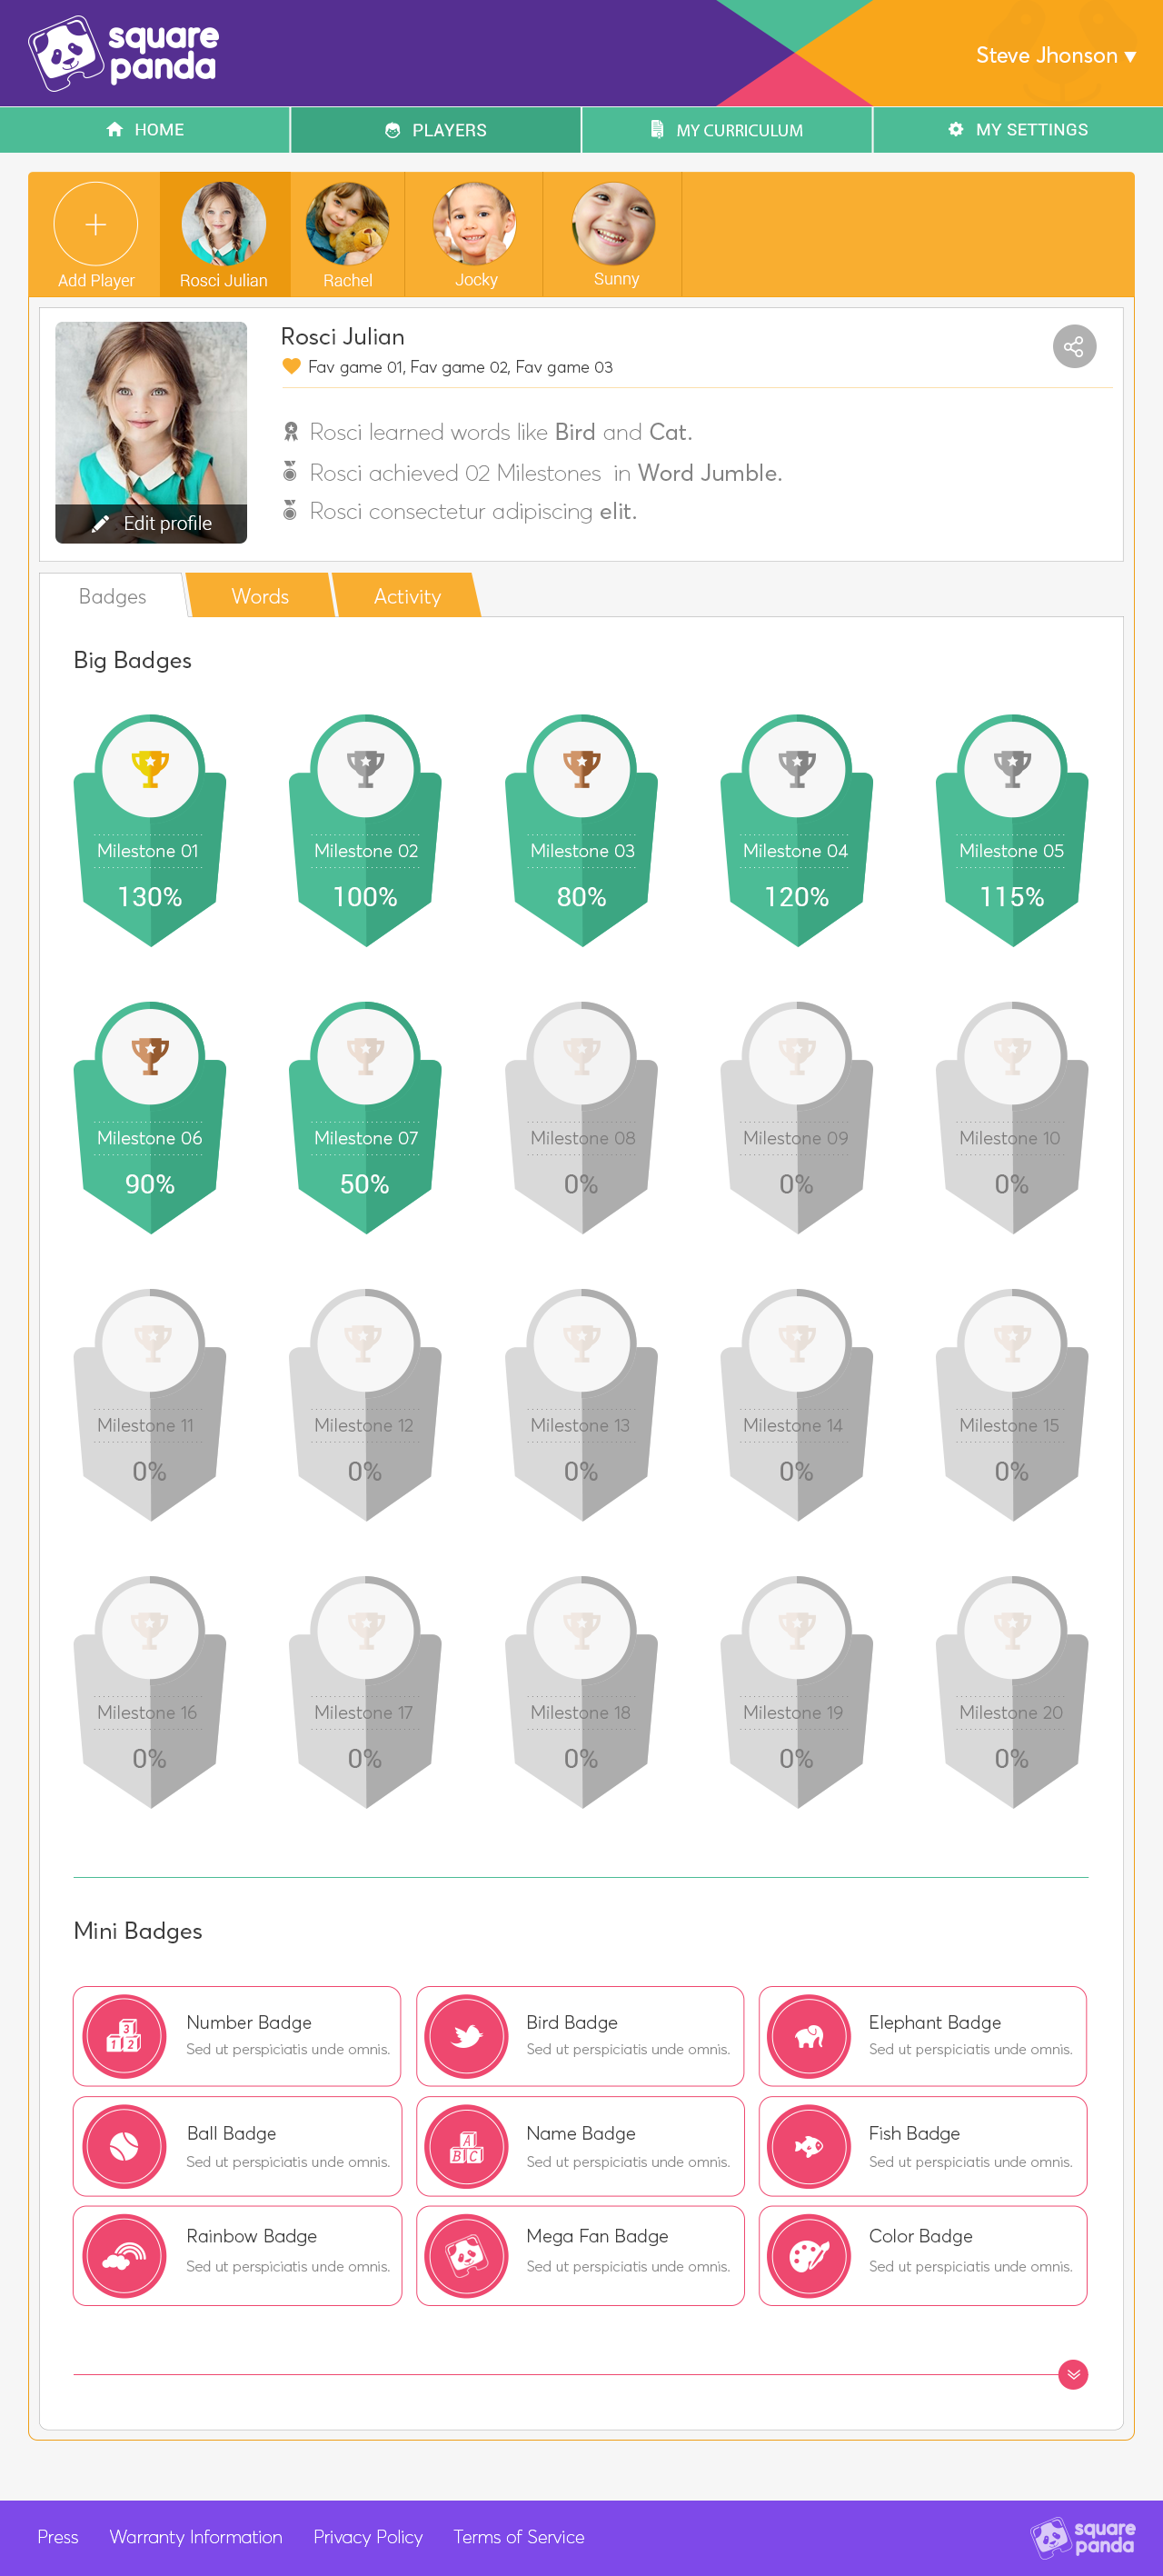 square
panda
Steve Jhonson ▼
HOME
PLAYERS
MY CURRICULUM
MY SETTINGS
Add Player
Rosci Julian
Rachel
Jocky
Sunny
Rosci Julian
Fav game 01, Fav game 02, Fav game 03
Rosci learned words like Bird and Cat.
Rosci achieved 02 Milestones in Word Jumble.
Rosci consectetur adipiscing elit.
Edit profile
Badges
Words
Activity
Big Badges
Milestone 01
130%
Milestone 02
100%
Milestone 03
80%
Milestone 04
120%
Milestone 05
115%
Milestone 06
90%
Milestone 07
50%
Milestone 08
0%
Milestone 09
0%
Milestone 10
0%
Milestone 11
0%
Milestone 12
0%
Milestone 13
0%
Milestone 14
0%
Milestone 15
0%
Milestone 16
0%
Milestone 17
0%
Milestone 18
0%
Milestone 19
0%
Milestone 20
0%
Mini Badges
3
1 2
Number Badge
Sed ut perspiciatis unde omnis.
Bird Badge
Sed ut perspiciatis unde omnis.
Elephant Badge
Sed ut perspiciatis unde omnis.
Ball Badge
Sed ut perspiciatis unde omnis.
A
B C
Name Badge
Sed ut perspiciatis unde omnis.
Fish Badge
Sed ut perspiciatis unde omnis.
Rainbow Badge
Sed ut perspiciatis unde omnis.
Mega Fan Badge
Sed ut perspiciatis unde omnis.
Color Badge
Sed ut perspiciatis unde omnis.
Press
Warranty Information
Privacy Policy
Terms of Service
square
panda